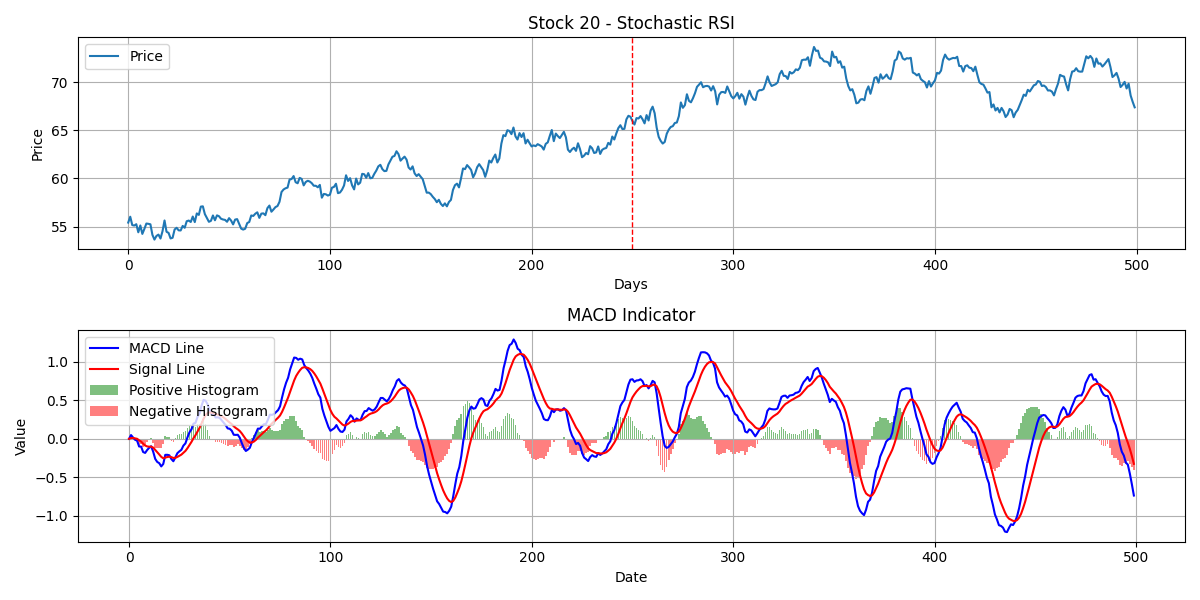 Stock 20 - Stochastic RSI
Price
70
65
60
55
Price
0 100 200 300 400 500
Days
MACD Indicator
MACD Line
Signal Line
Positive Histogram
Negative Histogram
1.0
0.5
0.0
−0.5
−1.0
Value
0 100 200 300 400 500
Date